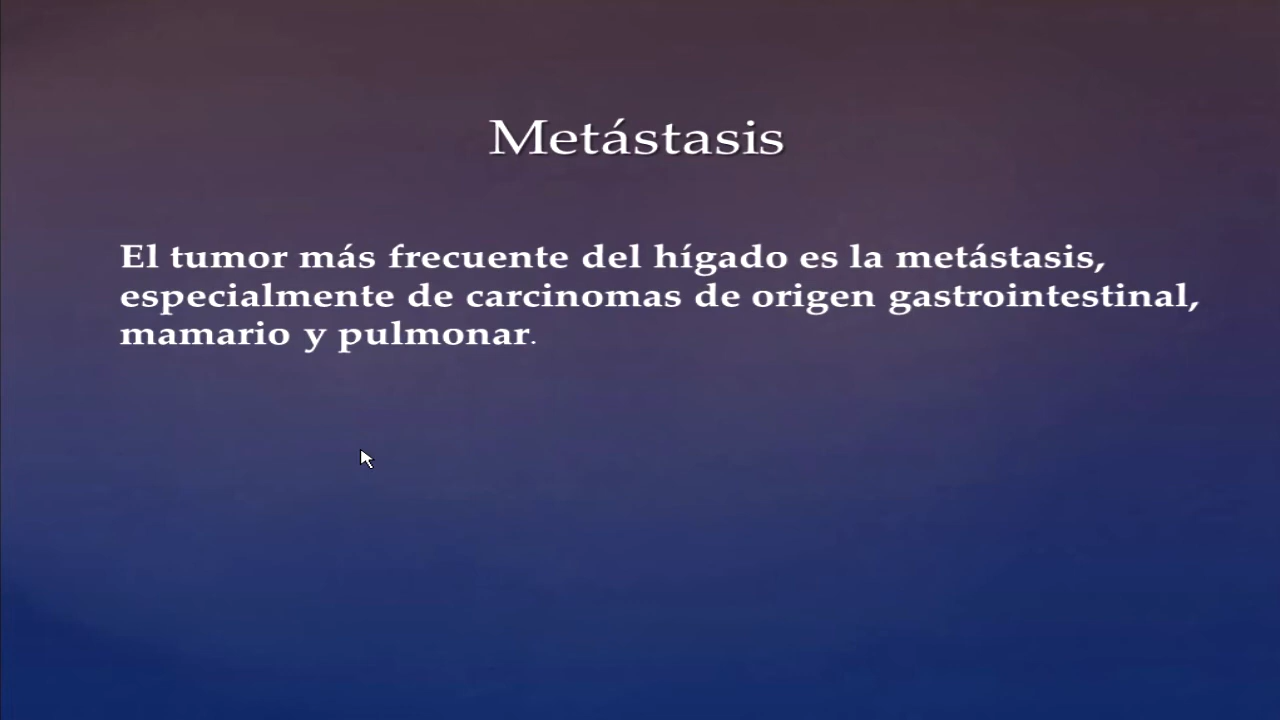 Metástasis
El tumor más frecuente del hígado es la metástasis,
especialmente de carcinomas de origen gastrointestinal,
mamario y pulmonar.